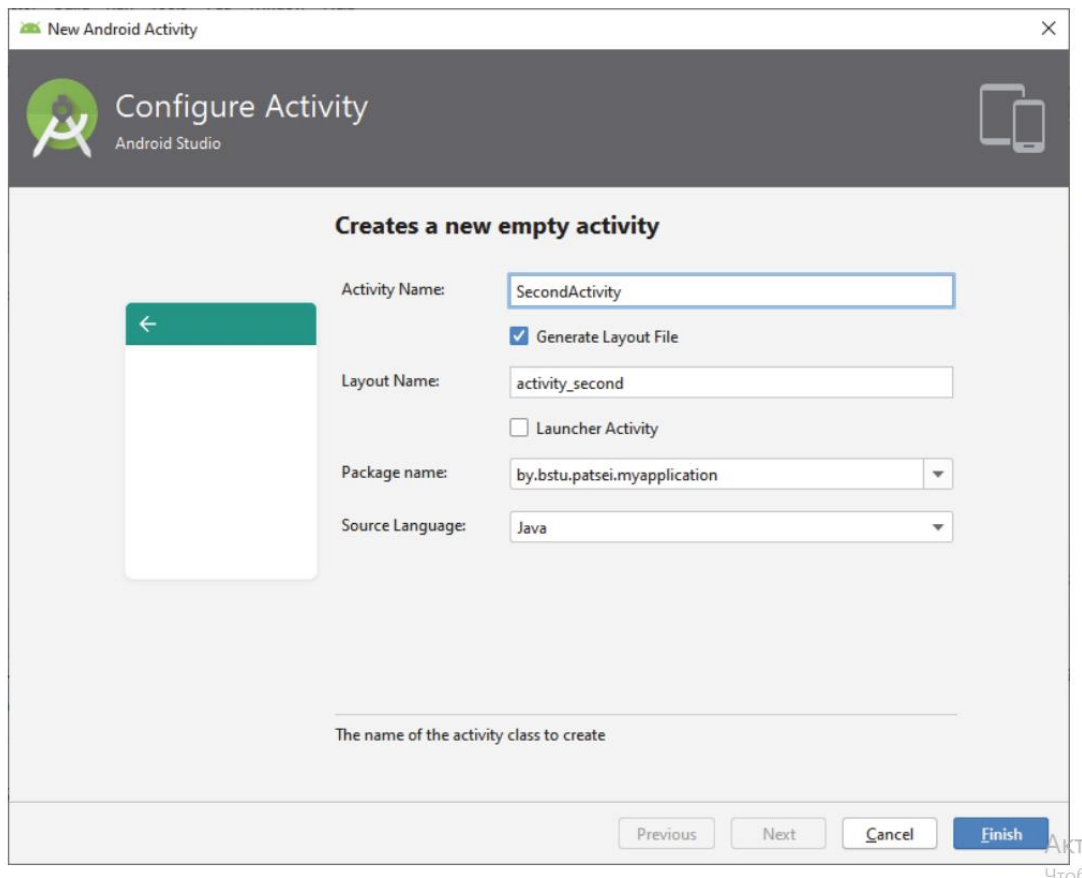 New Android Activity
Configure Activity
Android Studio
Creates a new empty activity
Activity Name: SecondActivity
Generate Layout File
Layout Name: activity_second
Launcher Activity
Package name: by.bstu.patsei.myapplication
Source Language: Java
The name of the activity class to create
Previous Next Cancel Finish